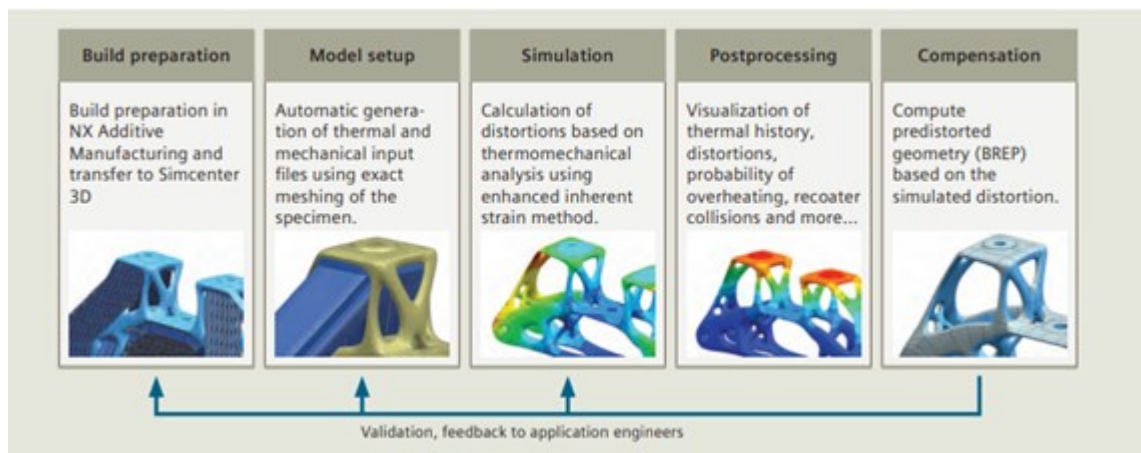 Build preparation
Build preparation in
NX Additive
Manufacturing and
transfer to Simcenter
3D
Model setup
Automatic genera-
tion of thermal and
mechanical input
files using exact
meshing of the
specimen.
Simulation
Calculation of
distortions based on
thermomechanical
analysis using
enhanced inherent
strain method.
Postprocessing
Visualization of
thermal history,
distortions,
probability of
overheating, recoater
collisions and more...
Compensation
Compute
predistorted
geometry (BREP)
based on the
simulated distortion.
Validation, feedback to application engineers